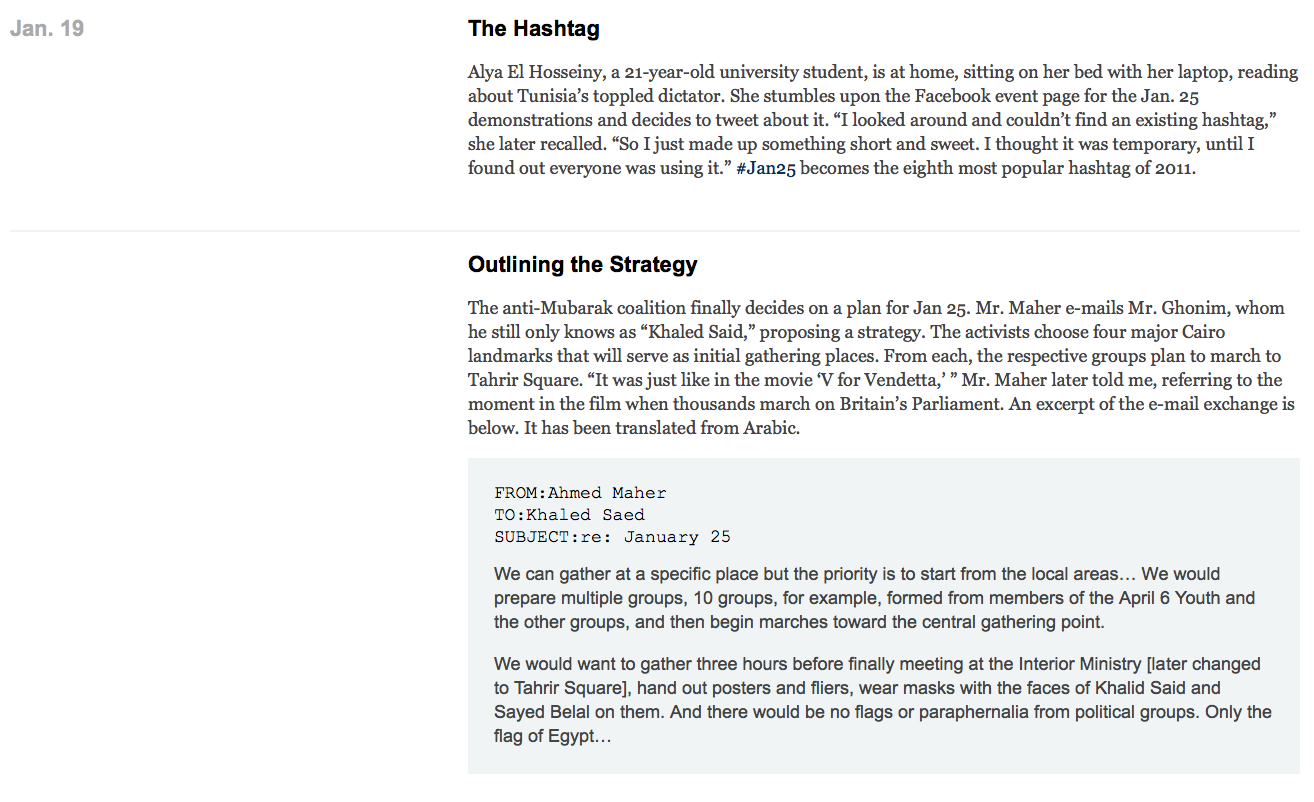 Jan. 19
The Hashtag
Alya El Hosseiny, a 21-year-old university student, is at home, sitting on her bed with her laptop, reading
about Tunisia’s toppled dictator. She stumbles upon the Facebook event page for the Jan. 25
demonstrations and decides to tweet about it. “I looked around and couldn’t find an existing hashtag,”
she later recalled. “So I just made up something short and sweet. I thought it was temporary, until I
found out everyone was using it.” #Jan25 becomes the eighth most popular hashtag of 2011.
Outlining the Strategy
The anti-Mubarak coalition finally decides on a plan for Jan 25. Mr. Maher e-mails Mr. Ghonim, whom
he still only knows as “Khaled Said,” proposing a strategy. The activists choose four major Cairo
landmarks that will serve as initial gathering places. From each, the respective groups plan to march to
Tahrir Square. “It was just like in the movie ‘V for Vendetta,’ ” Mr. Maher later told me, referring to the
moment in the film when thousands march on Britain’s Parliament. An excerpt of the e-mail exchange is
below. It has been translated from Arabic.
FROM:Ahmed Maher
TO:Khaled Saed
SUBJECT:re: January 25
We can gather at a specific place but the priority is to start from the local areas… We would
prepare multiple groups, 10 groups, for example, formed from members of the April 6 Youth and
the other groups, and then begin marches toward the central gathering point.
We would want to gather three hours before finally meeting at the Interior Ministry [later changed
to Tahrir Square], hand out posters and fliers, wear masks with the faces of Khalid Said and
Sayed Belal on them. And there would be no flags or paraphernalia from political groups. Only the
flag of Egypt…